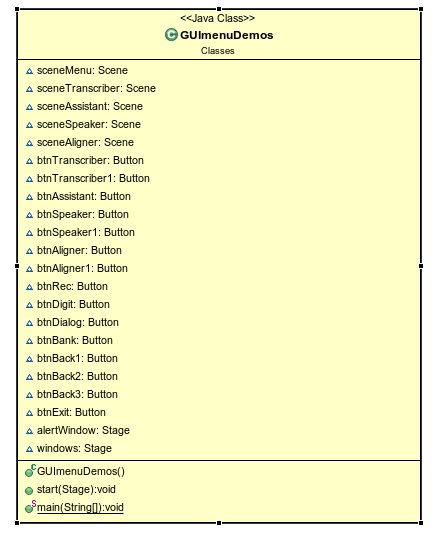 <<Java Class>>
GUImenuDemos
Classes
sceneMenu: Scene
sceneTranscriber: Scene
sceneAssistant: Scene
sceneSpeaker: Scene
sceneAligner: Scene
btnTranscriber: Button
btnTranscriber1: Button
btnAssistant: Button
btnSpeaker: Button
btnSpeaker1: Button
btnAligner: Button
btnAligner1: Button
btnRec: Button
btnDigit: Button
btnDialog: Button
btnBank: Button
btnBack1: Button
btnBack2: Button
btnBack3: Button
btnExit: Button
alertWindow: Stage
windows: Stage
GUImenuDemos()
start(Stage):void
main(String[]):void